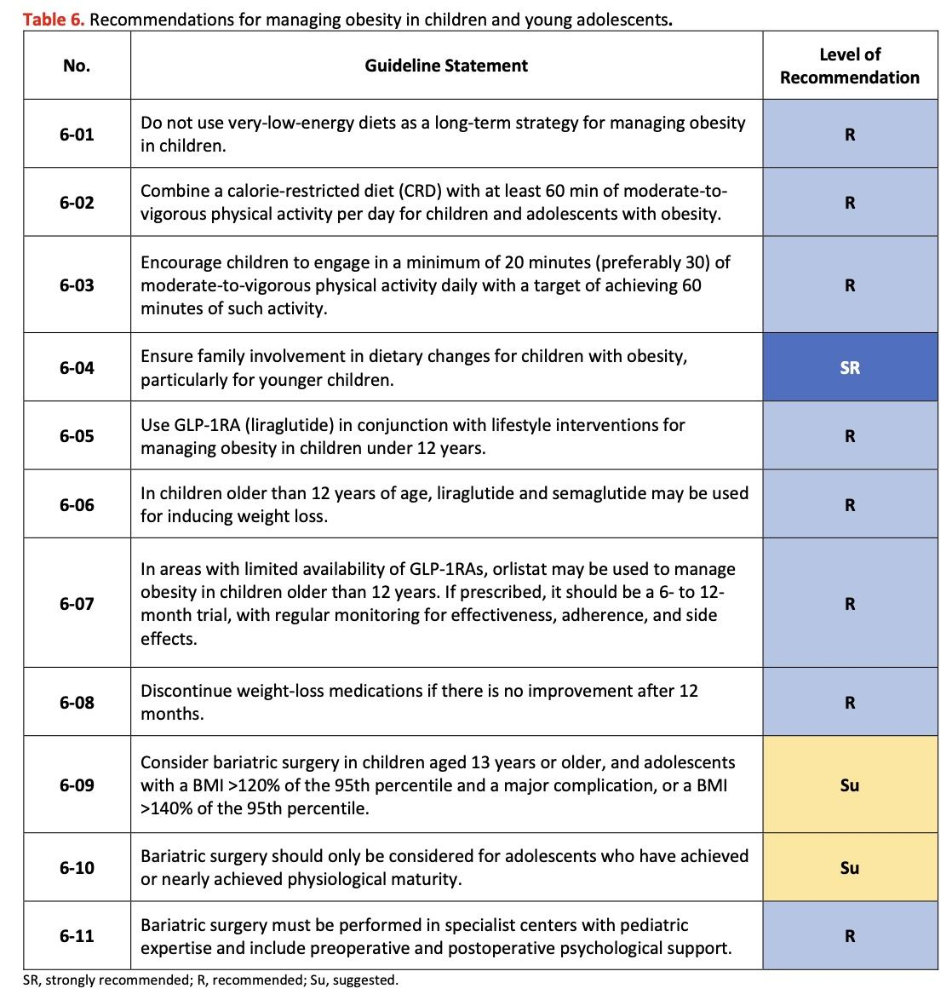 Table 6. Recommendations for managing obesity in children and young adolescents.
No.
Guideline Statement
Level of
Recommendation
6-01
Do not use very-low-energy diets as a long-term strategy for managing obesity
in children.
R
6-02
Combine a calorie-restricted diet (CRD) with at least 60 min of moderate-to-
vigorous physical activity per day for children and adolescents with obesity.
R
6-03
Encourage children to engage in a minimum of 20 minutes (preferably 30) of
moderate-to-vigorous physical activity daily with a target of achieving 60
minutes of such activity.
R
6-04
Ensure family involvement in dietary changes for children with obesity,
particularly for younger children.
SR
6-05
Use GLP-1RA (liraglutide) in conjunction with lifestyle interventions for
managing obesity in children under 12 years.
R
6-06
In children older than 12 years of age, liraglutide and semaglutide may be used
for inducing weight loss.
R
6-07
In areas with limited availability of GLP-1RAs, orlistat may be used to manage
obesity in children older than 12 years. If prescribed, it should be a 6- to 12-
month trial, with regular monitoring for effectiveness, adherence, and side
effects.
R
6-08
Discontinue weight-loss medications if there is no improvement after 12
months.
R
6-09
Consider bariatric surgery in children aged 13 years or older, and adolescents
with a BMI >120% of the 95th percentile and a major complication, or a BMI
>140% of the 95th percentile.
Su
6-10
Bariatric surgery should only be considered for adolescents who have achieved
or nearly achieved physiological maturity.
Su
6-11
Bariatric surgery must be performed in specialist centers with pediatric
expertise and include preoperative and postoperative psychological support.
R
SR, strongly recommended; R, recommended; Su, suggested.